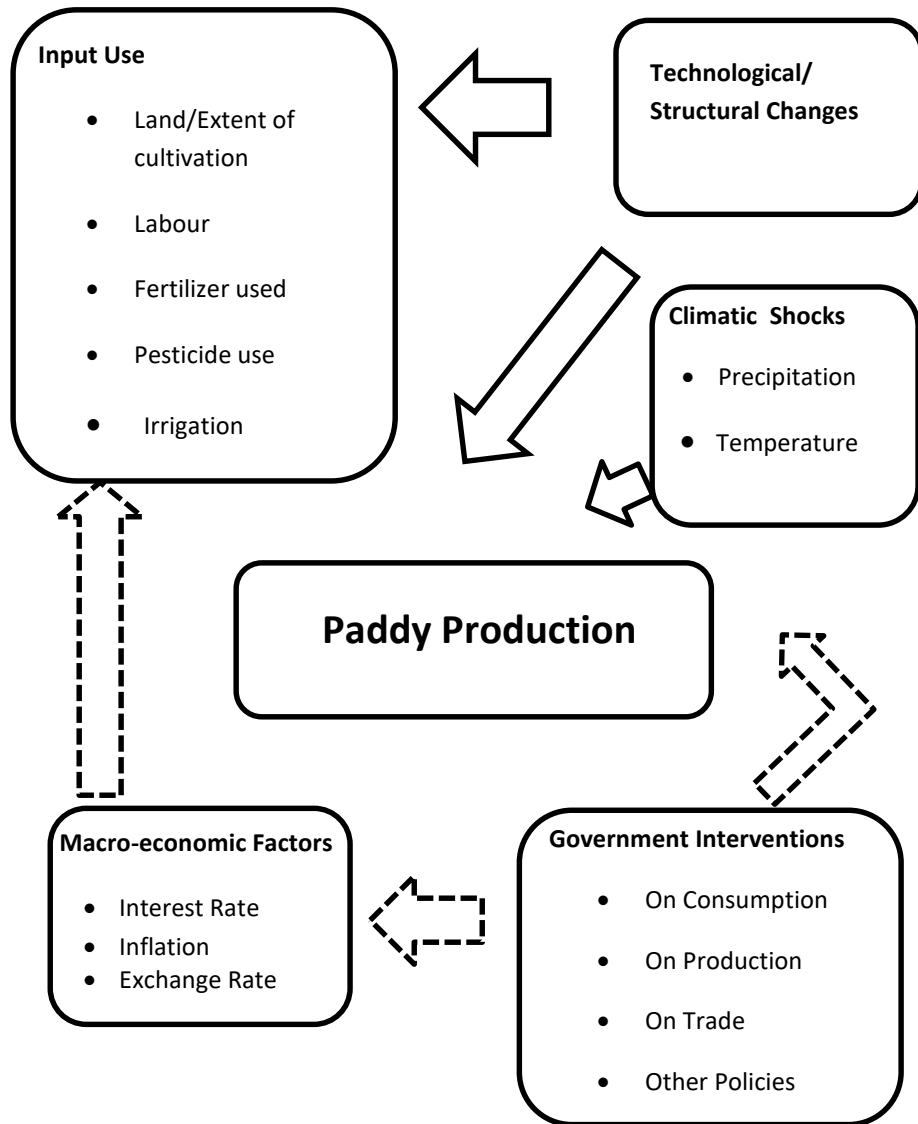 Input Use
• Land/Extent of
cultivation
• Labour
• Fertilizer used
• Pesticide use
• Irrigation
Technological/
Structural Changes
Climatic Shocks
• Precipitation
• Temperature
Paddy Production
Macro-economic Factors
• Interest Rate
• Inflation
• Exchange Rate
Government Interventions
• On Consumption
• On Production
• On Trade
• Other Policies